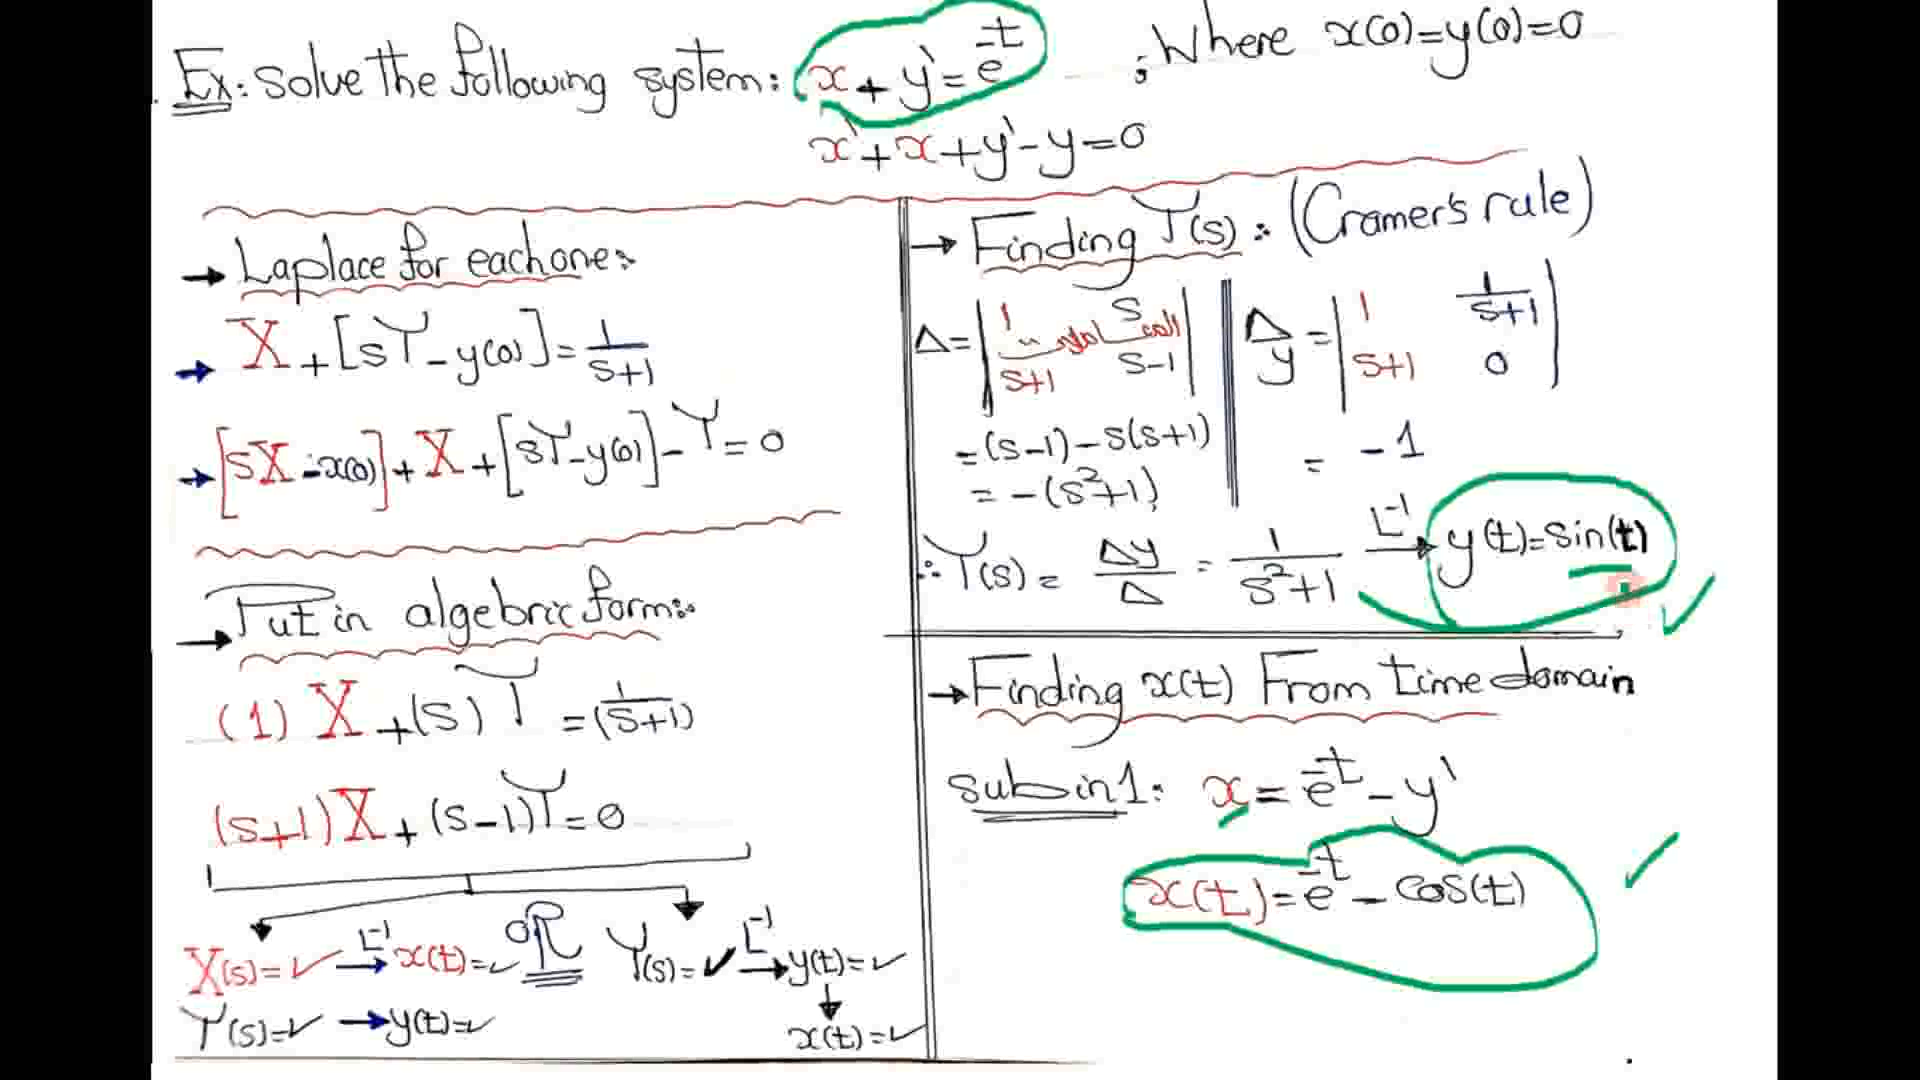 Ex: Solve the following system: x + y' = e^-t ; Where x(0)=y(0)=0
x' + x + y' - y = 0
→ Laplace for each one:
→ X + [sY - y(0)] = 1/(s+1)
→ [sX - x(0)] + X + [sY - y(0)] - Y = 0
→ Put in algebric form:
(1) X + (s) Y = (1/(s+1))
(s+1) X + (s-1) Y = 0
X(s) = ✓ L^-1 → x(t) = ✓ OR Y(s) = ✓ L^-1 → y(t) = ✓
Y(s) = ✓ → y(t) = ✓
x(t) = ✓
→ Finding Y(s): (Cramer's rule)
Δ = | 1 s | Δy = | 1 1/(s+1) |
| s+1 s-1 | | s+1 0 |
= (s-1) - s(s+1) = -1
= -(s²+1)
∴ Y(s) = Δy/Δ = 1/(s²+1) L^-1 → y(t) = sin(t) ✓
→ Finding x(t) From time domain
sub in 1: x = e^-t - y'
x(t) = e^-t - cos(t) ✓